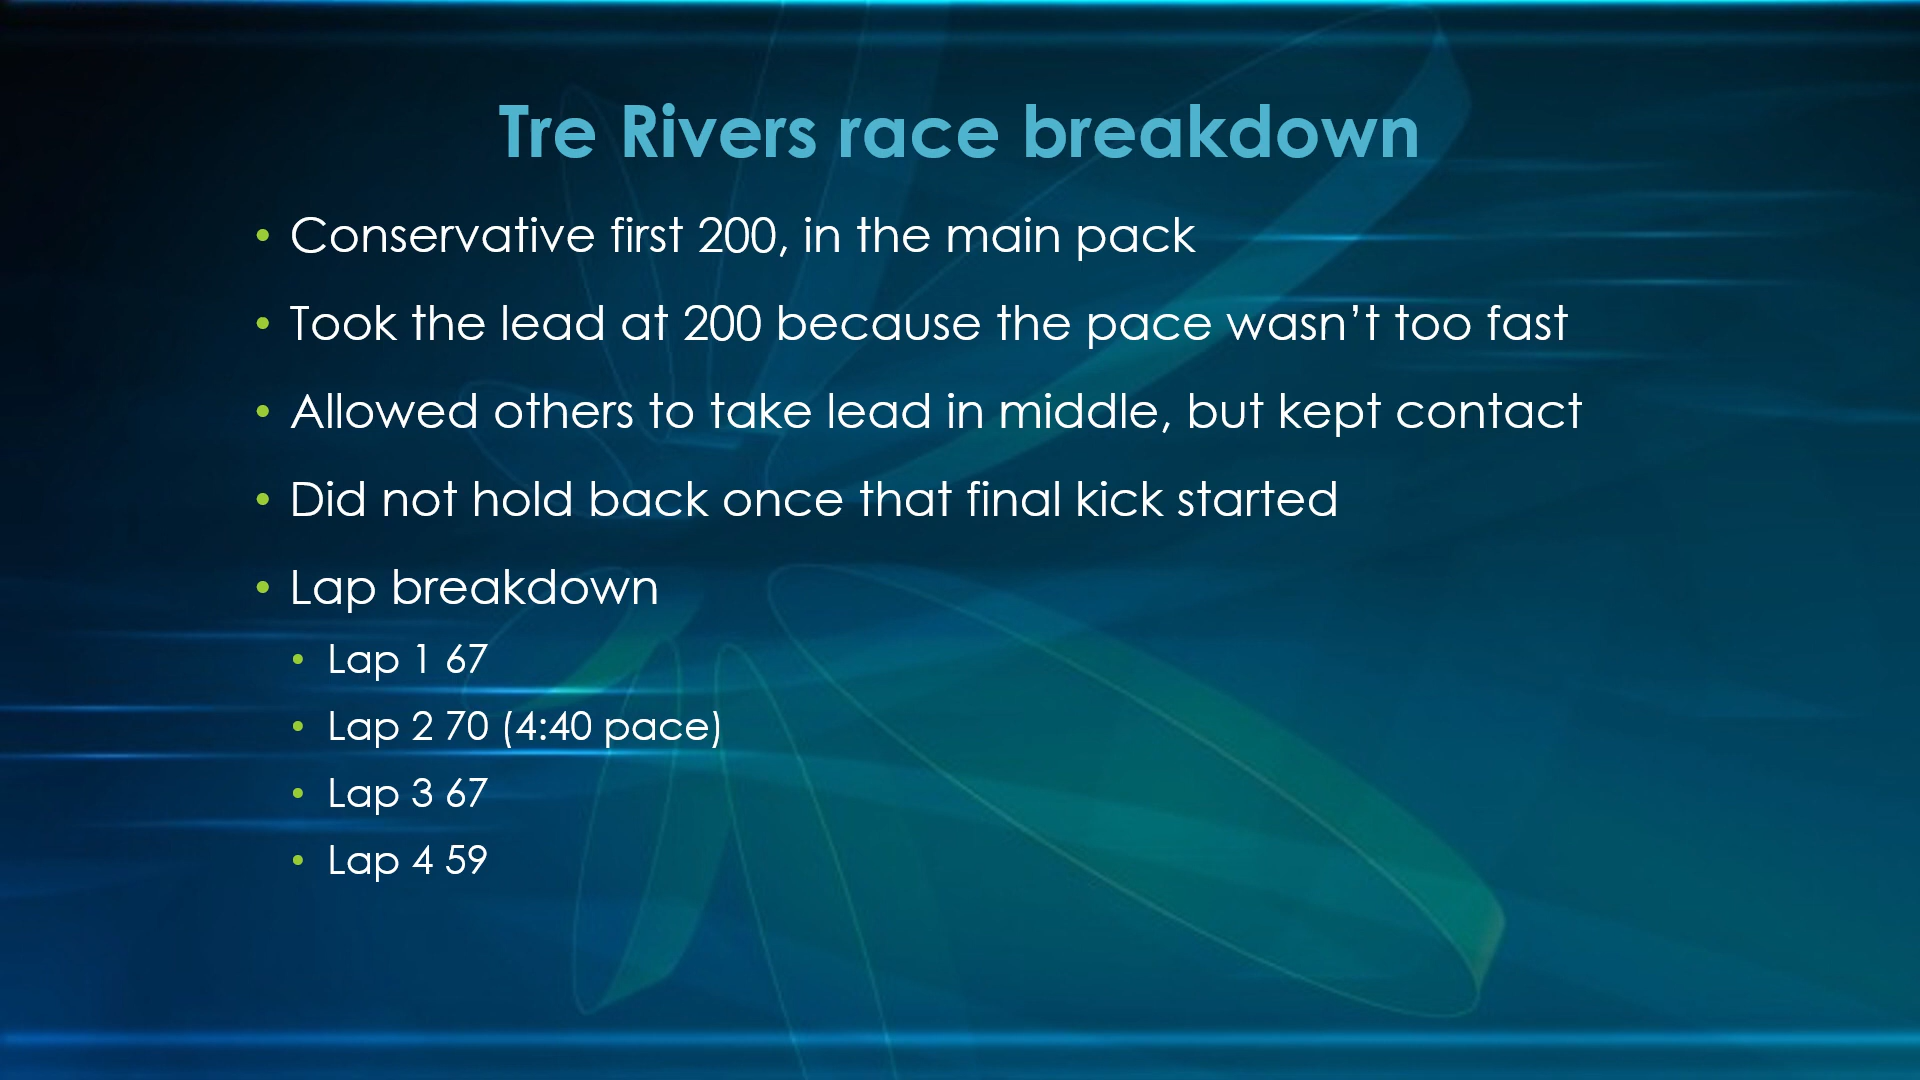 Tre Rivers race breakdown
• Conservative first 200, in the main pack
• Took the lead at 200 because the pace wasn’t too fast
• Allowed others to take lead in middle, but kept contact
• Did not hold back once that final kick started
• Lap breakdown
• Lap 1 67
• Lap 2 70 (4:40 pace)
• Lap 3 67
• Lap 4 59